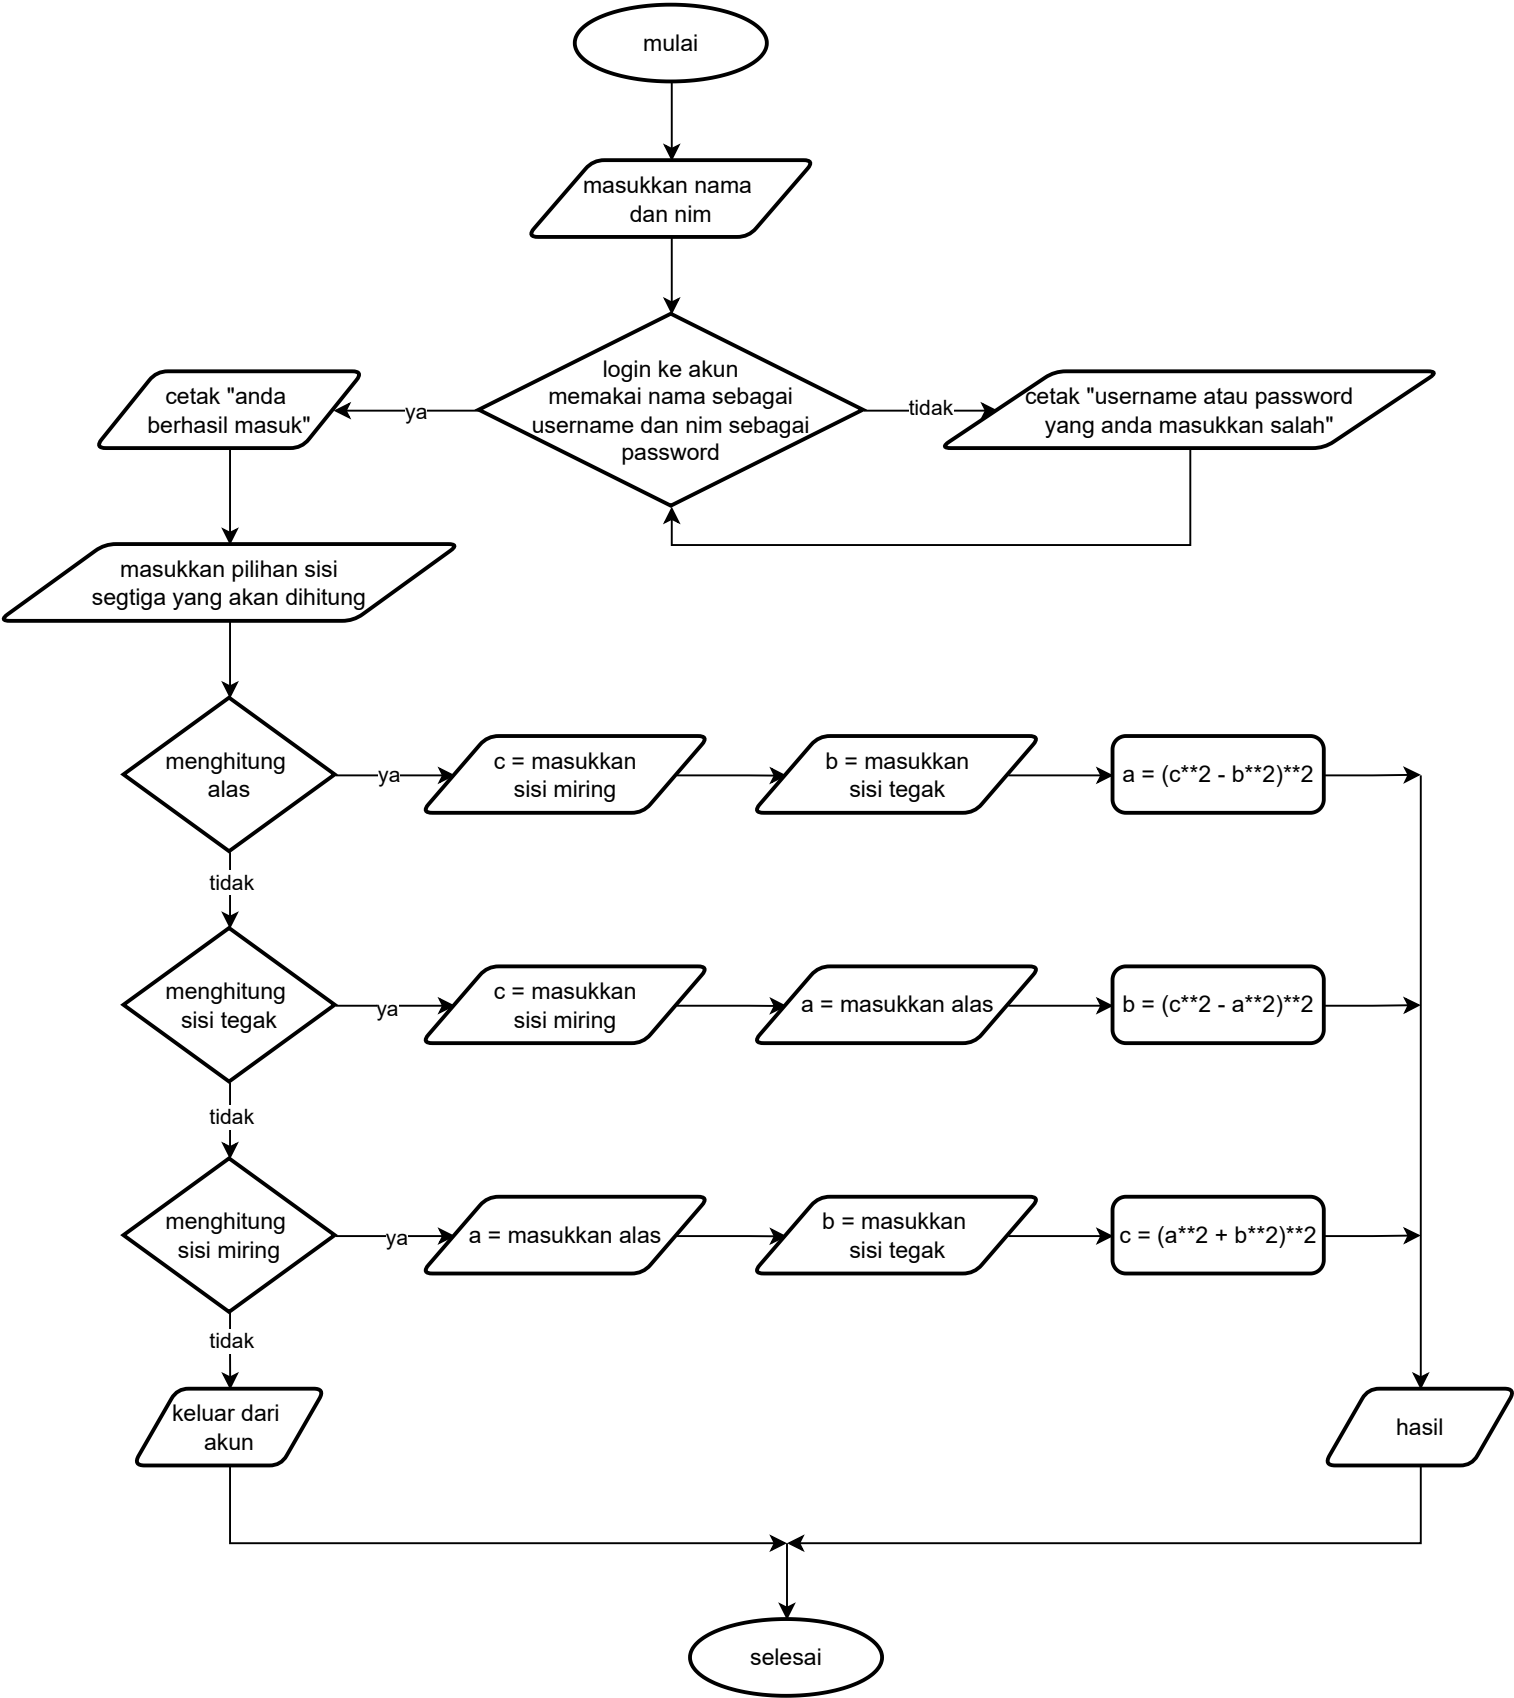 mulai
masukkan nama
dan nim
login ke akun
memakai nama sebagai
username dan nim sebagai
password
ya
cetak "anda
berhasil masuk"
tidak
cetak "username atau password
yang anda masukkan salah"
masukkan pilihan sisi
segtiga yang akan dihitung
menghitung
alas
ya
c = masukkan
sisi miring
b = masukkan
sisi tegak
a = (c**2 - b**2)**2
tidak
menghitung
sisi tegak
ya
c = masukkan
sisi miring
a = masukkan alas
b = (c**2 - a**2)**2
tidak
menghitung
sisi miring
ya
a = masukkan alas
b = masukkan
sisi tegak
c = (a**2 + b**2)**2
tidak
keluar dari
akun
hasil
selesai